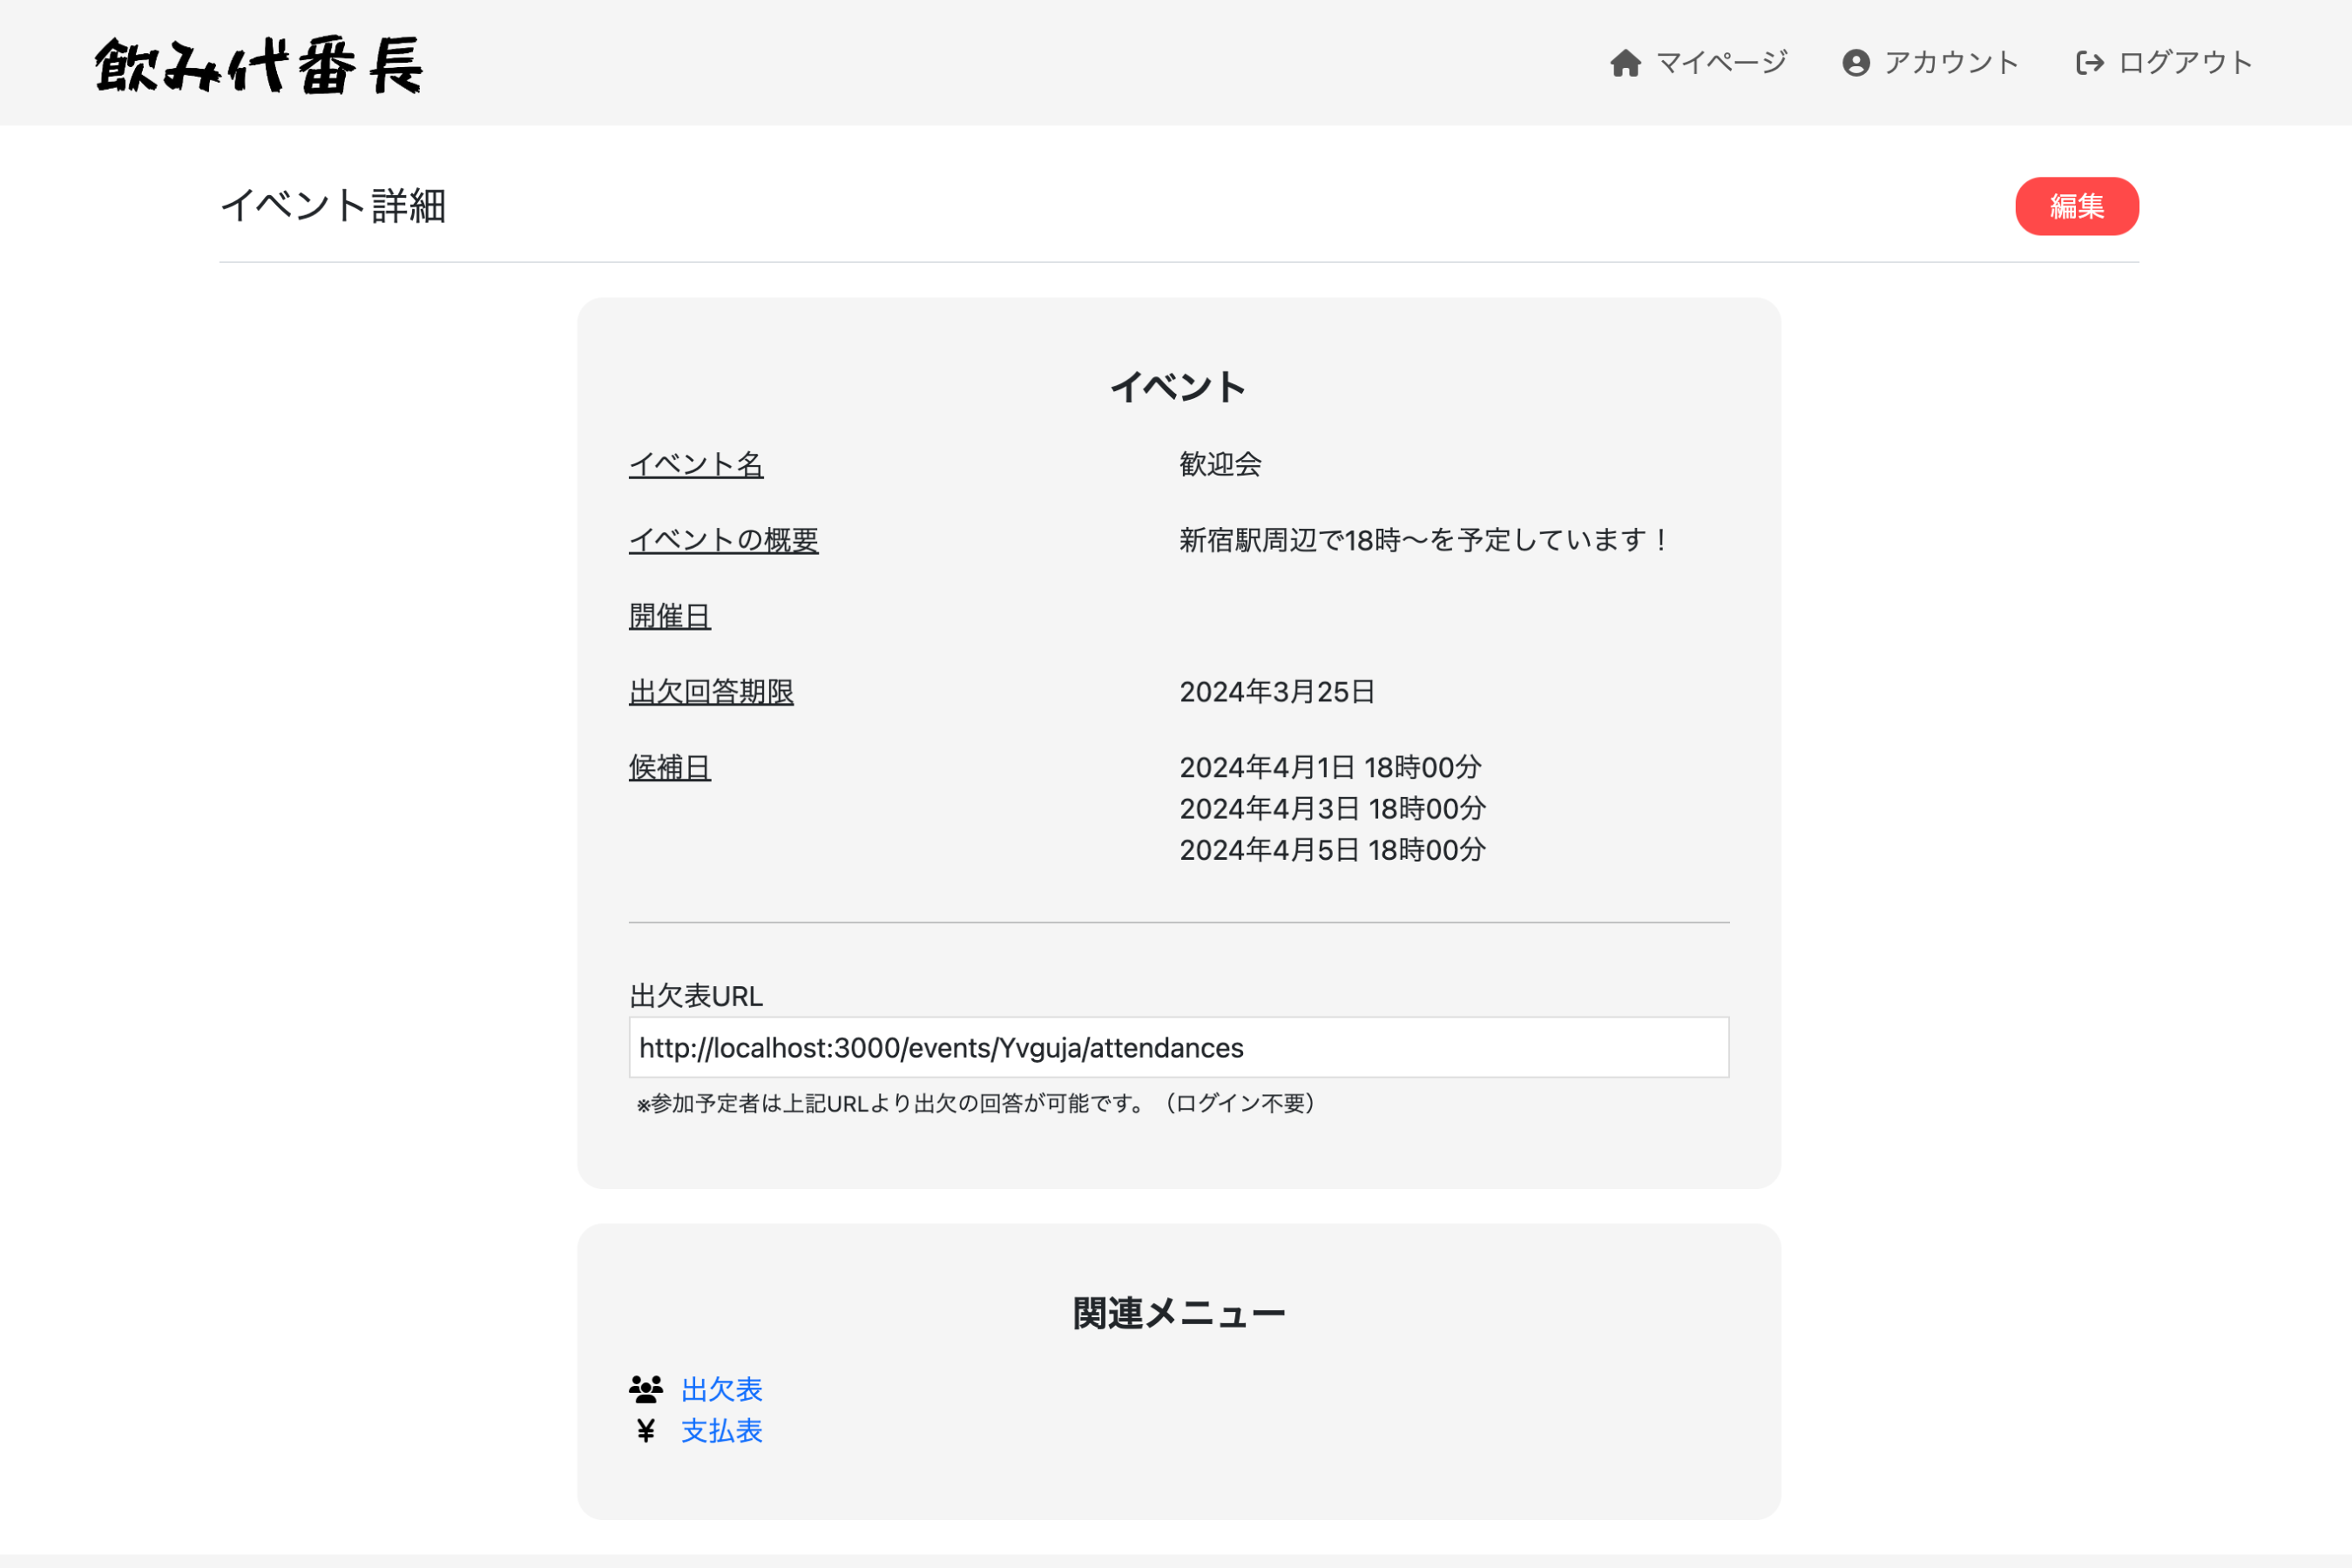 飲み代番長
マイページ アカウント ログアウト
イベント詳細 編集
イベント
イベント名 歓迎会
イベントの概要 新宿駅周辺で18時〜を予定しています！
開催日
出欠回答期限 2024年3月25日
候補日 2024年4月1日 18時00分
2024年4月3日 18時00分
2024年4月5日 18時00分
出欠表URL
http://localhost:3000/events/Yvguja/attendances
※参加予定者は上記URLより出欠の回答が可能です。（ログイン不要）
関連メニュー
出欠表
¥ 支払表